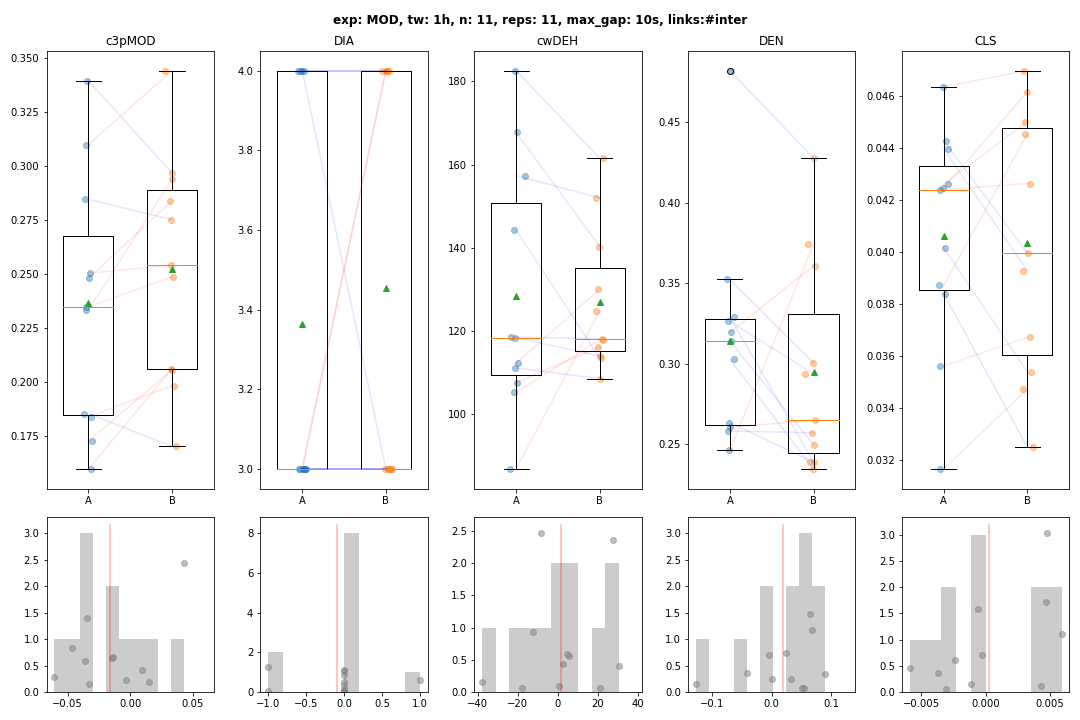 exp: MOD, tw: 1h, n: 11, reps: 11, max_gap: 10s, links:#inter
c3pMOD DIA cwDEH DEN CLS
0.350 0.325 0.300 0.275 0.250 0.225 0.200 0.175
A B
4.0 3.8 3.6 3.4 3.2 3.0
A B
180 160 140 120 100
A B
0.45 0.40 0.35 0.30 0.25
A B
0.046 0.044 0.042 0.040 0.038 0.036 0.034 0.032
A B
3.0 2.5 2.0 1.5 1.0 0.5 0.0
−0.05 0.00 0.05
8 6 4 2 0
−1.0 −0.5 0.0 0.5 1.0
2.5 2.0 1.5 1.0 0.5 0.0
−40 −20 0 20 40
3.0 2.5 2.0 1.5 1.0 0.5 0.0
−0.1 0.0 0.1
3.0 2.5 2.0 1.5 1.0 0.5 0.0
−0.005 0.000 0.005